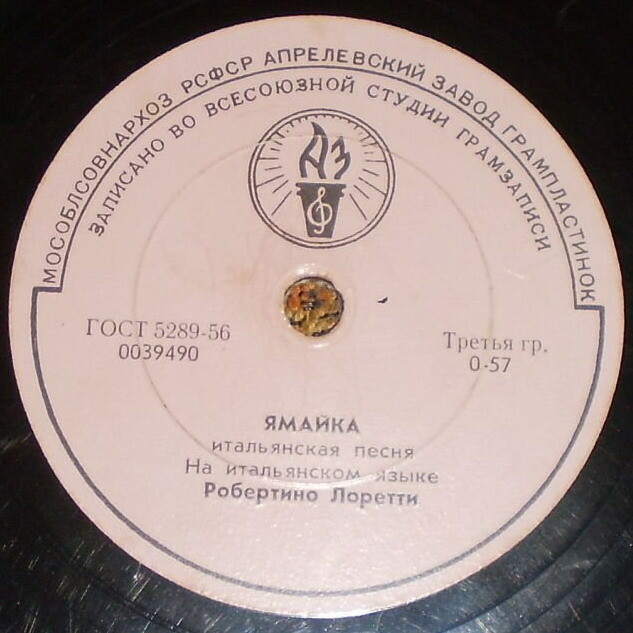 МОСОБЛСОВНАРХОЗ РСФСР АПРЕЛЕВСКИЙ ЗАВОД ГРАМПЛАСТИНОК
ЗАПИСАНО ВО ВСЕСОЮЗНОЙ СТУДИИ ГРАМЗАПИСИ
АЗ
ГОСТ 5289-56
0039490
Третья гр.
0-57
ЯМАЙКА
итальянская песня
На итальянском языке
Робертино Лоретти